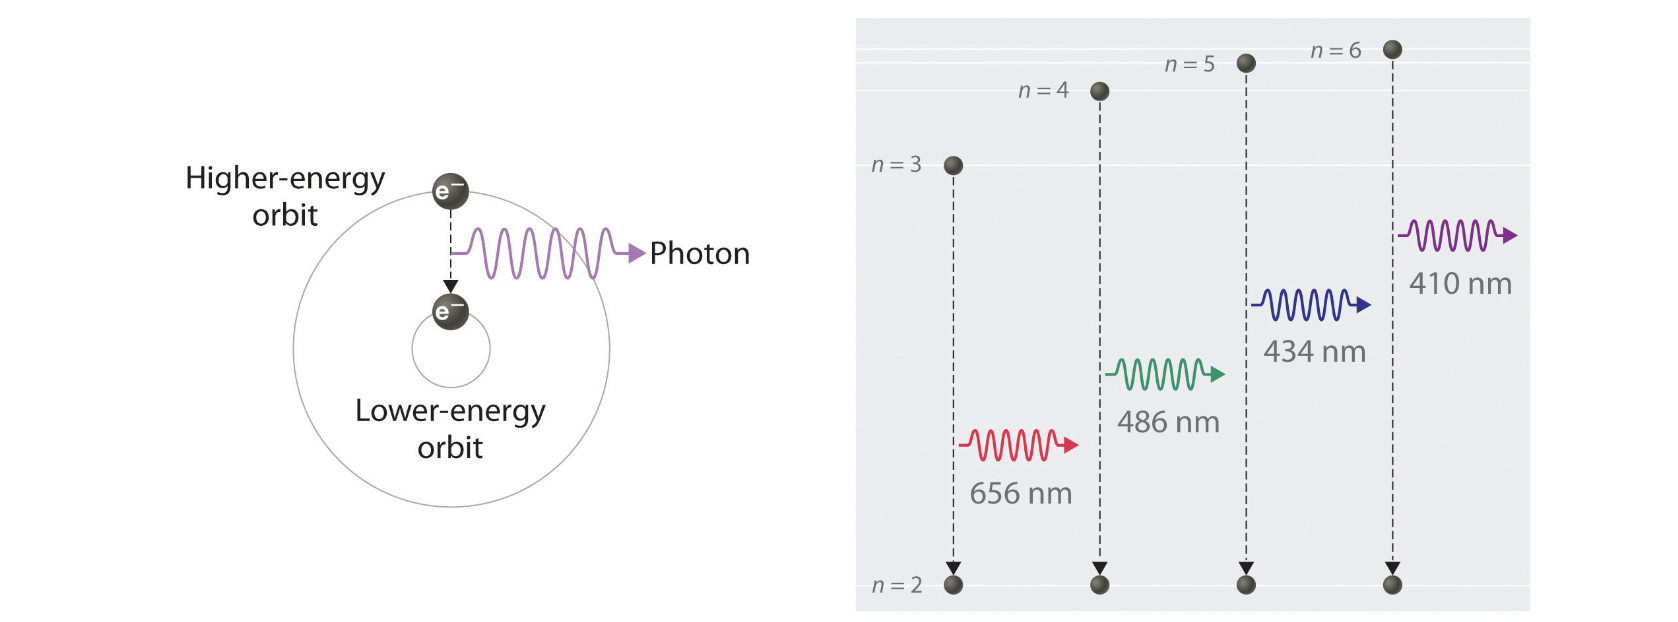 Higher-energy
orbit
e⁻
Photon
e⁻
Lower-energy
orbit
n = 6
n = 5
n = 4
n = 3
410 nm
434 nm
486 nm
656 nm
n = 2